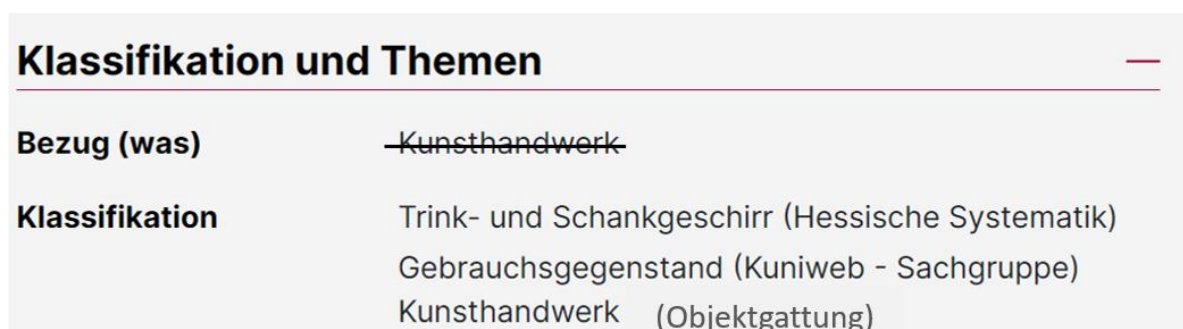 Klassifikation und Themen
Bezug (was) Kunsthandwerk
Klassifikation Trink- und Schankgeschirr (Hessische Systematik)
Gebrauchsgegenstand (Kuniweb - Sachgruppe)
Kunsthandwerk (Objektgattung)